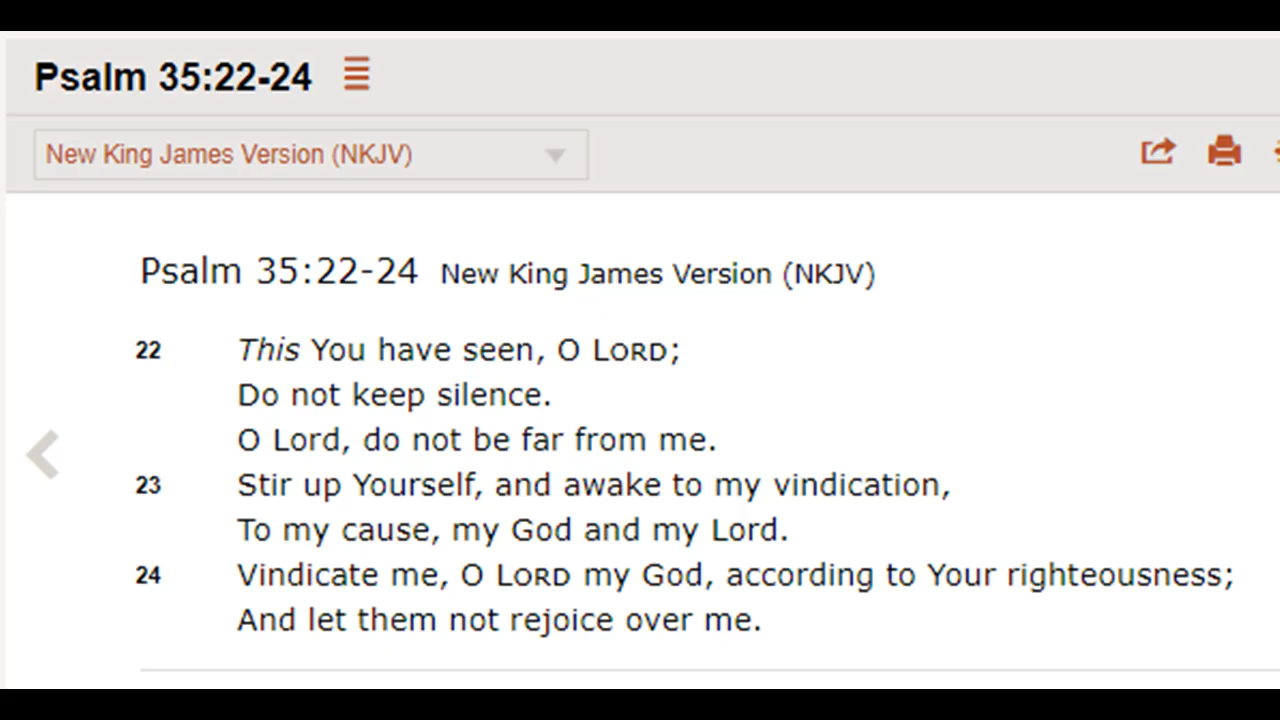 Psalm 35:22-24
New King James Version (NKJV)
Psalm 35:22-24 New King James Version (NKJV)
22 This You have seen, O LORD;
Do not keep silence.
O Lord, do not be far from me.
23 Stir up Yourself, and awake to my vindication,
To my cause, my God and my Lord.
24 Vindicate me, O LORD my God, according to Your righteousness;
And let them not rejoice over me.